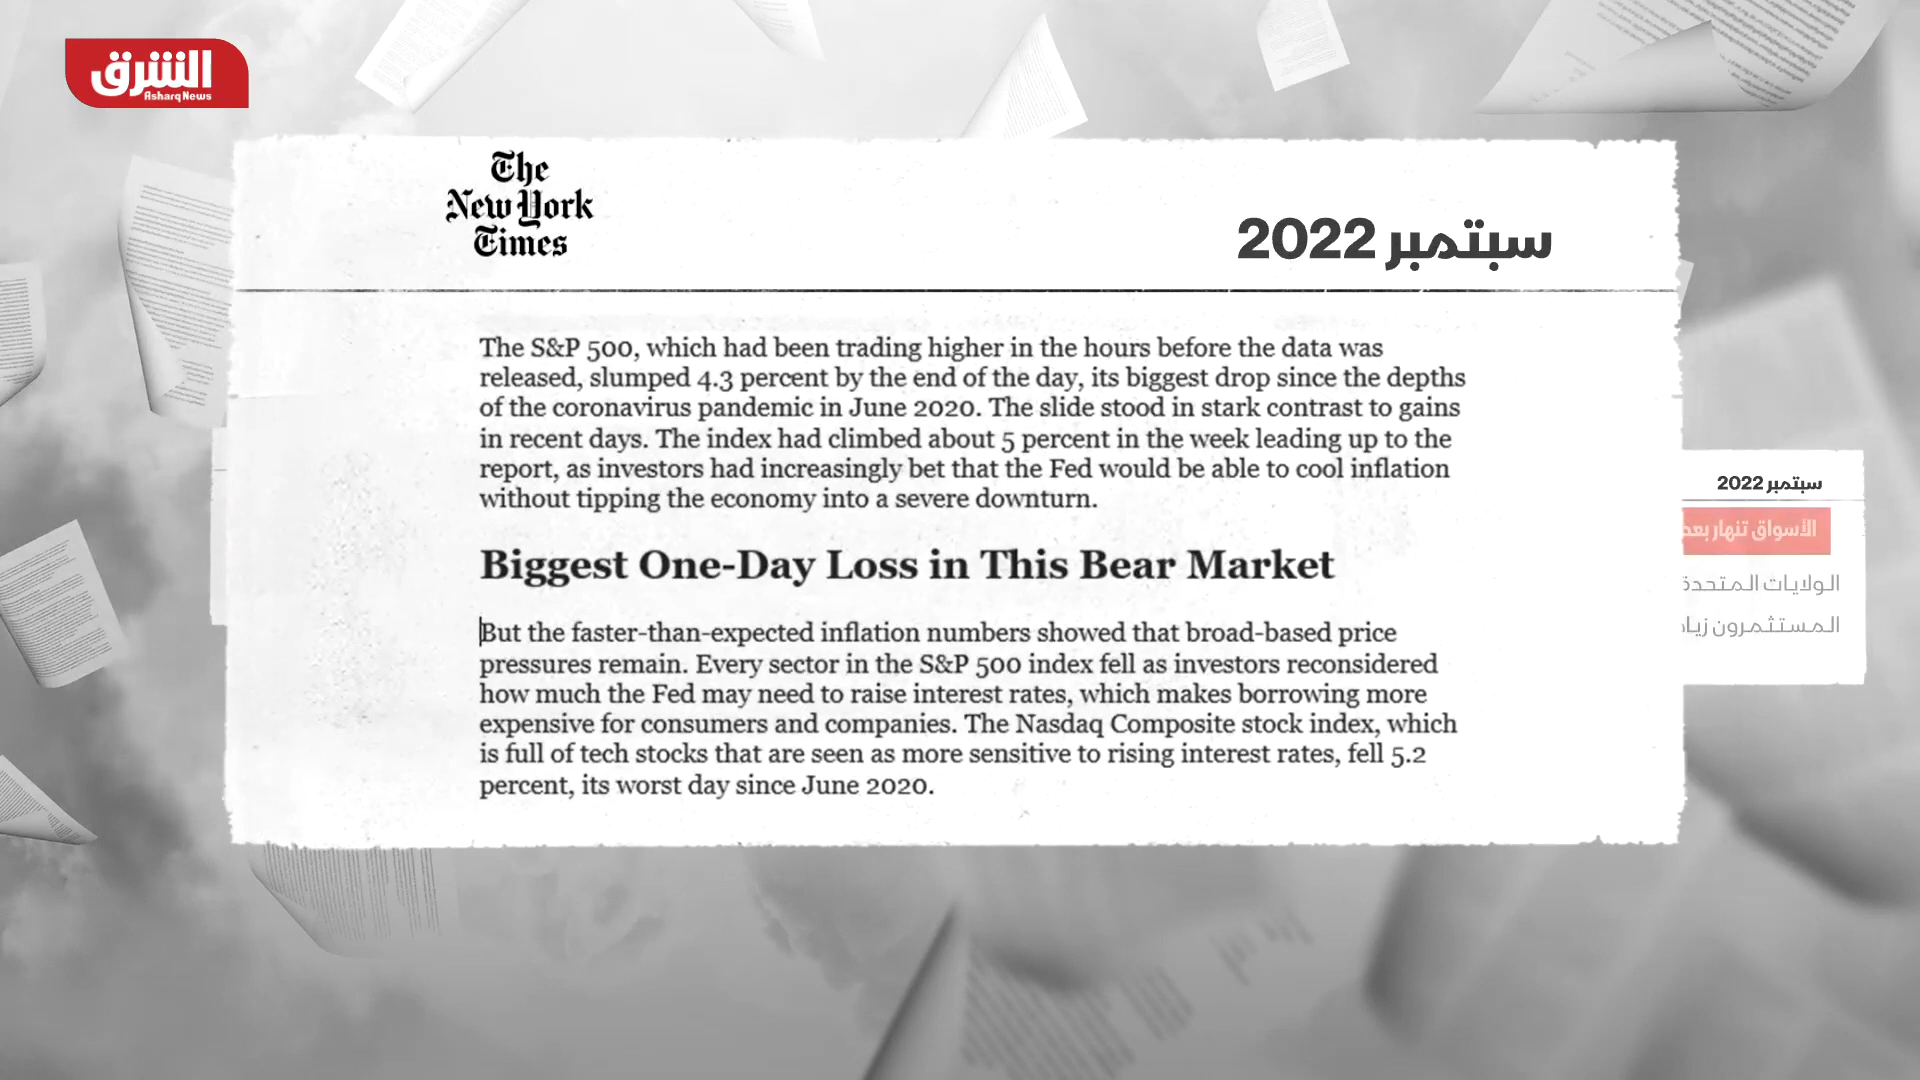 الشرق
Asharq News
The
New York
Times
سبتمبر 2022
The S&P 500, which had been trading higher in the hours before the data was
released, slumped 4.3 percent by the end of the day, its biggest drop since the depths
of the coronavirus pandemic in June 2020. The slide stood in stark contrast to gains
in recent days. The index had climbed about 5 percent in the week leading up to the
report, as investors had increasingly bet that the Fed would be able to cool inflation
without tipping the economy into a severe downturn.
Biggest One-Day Loss in This Bear Market
But the faster-than-expected inflation numbers showed that broad-based price
pressures remain. Every sector in the S&P 500 index fell as investors reconsidered
how much the Fed may need to raise interest rates, which makes borrowing more
expensive for consumers and companies. The Nasdaq Composite stock index, which
is full of tech stocks that are seen as more sensitive to rising interest rates, fell 5.2
percent, its worst day since June 2020.
سبتمبر 2022
الأسواق تنهار بعد
الولايات المتحدة
المستثمرون